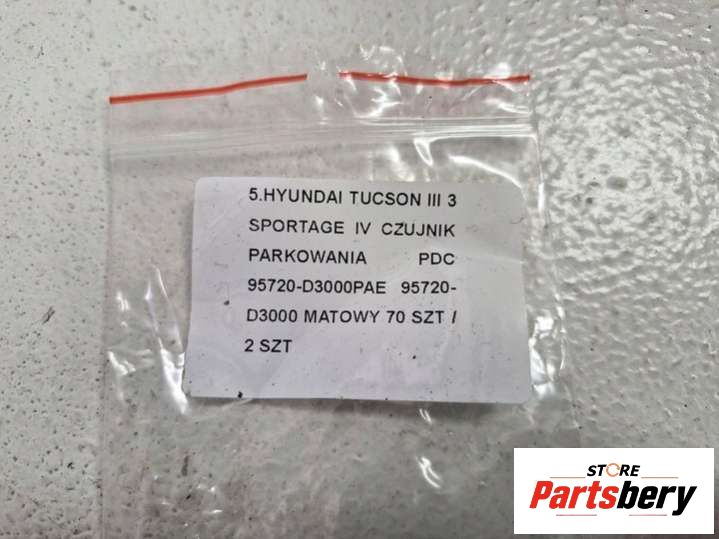 5.HYUNDAI TUCSON III 3
SPORTAGE IV CZUJNIK
PARKOWANIA PDC
95720-D3000PAE 95720-
D3000 MATOWY 70 SZT /
2 SZT
STORE
Partsbery